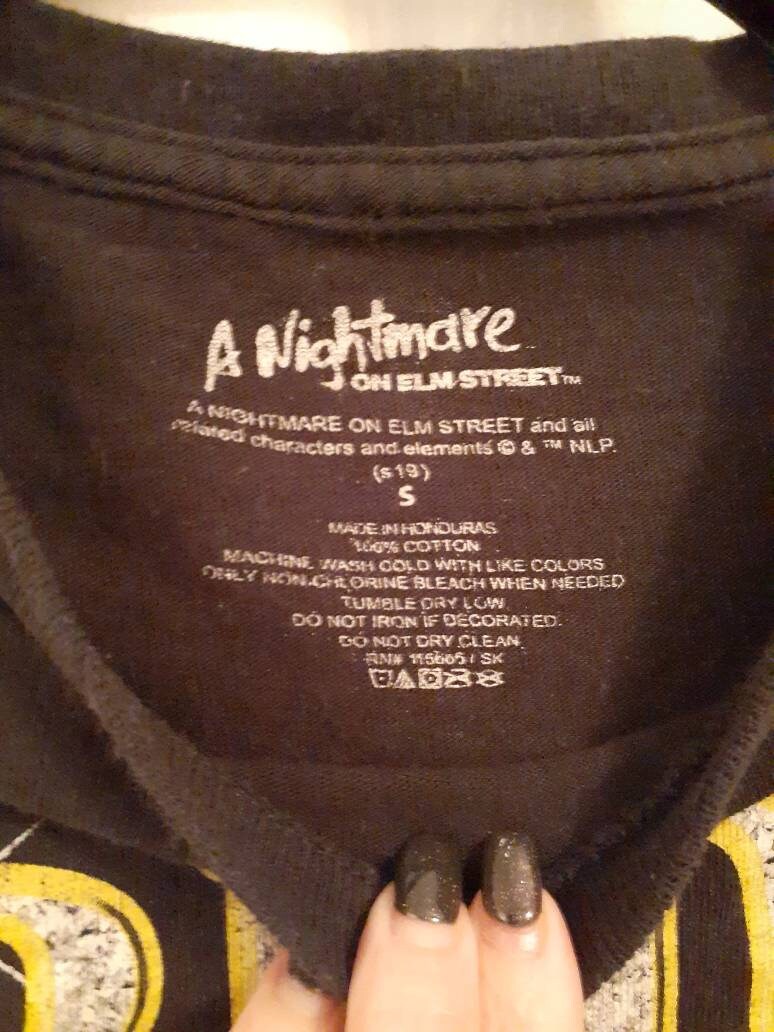 A Nightmare
ON ELM STREET™
A NIGHTMARE ON ELM STREET and all
related characters and elements © & ™ NLP.
(s19)
S
MADE IN HONDURAS
100% COTTON
MACHINE WASH COLD WITH LIKE COLORS
ONLY NON-CHLORINE BLEACH WHEN NEEDED
TUMBLE DRY LOW
DO NOT IRON IF DECORATED.
DO NOT DRY CLEAN
RN# / SK